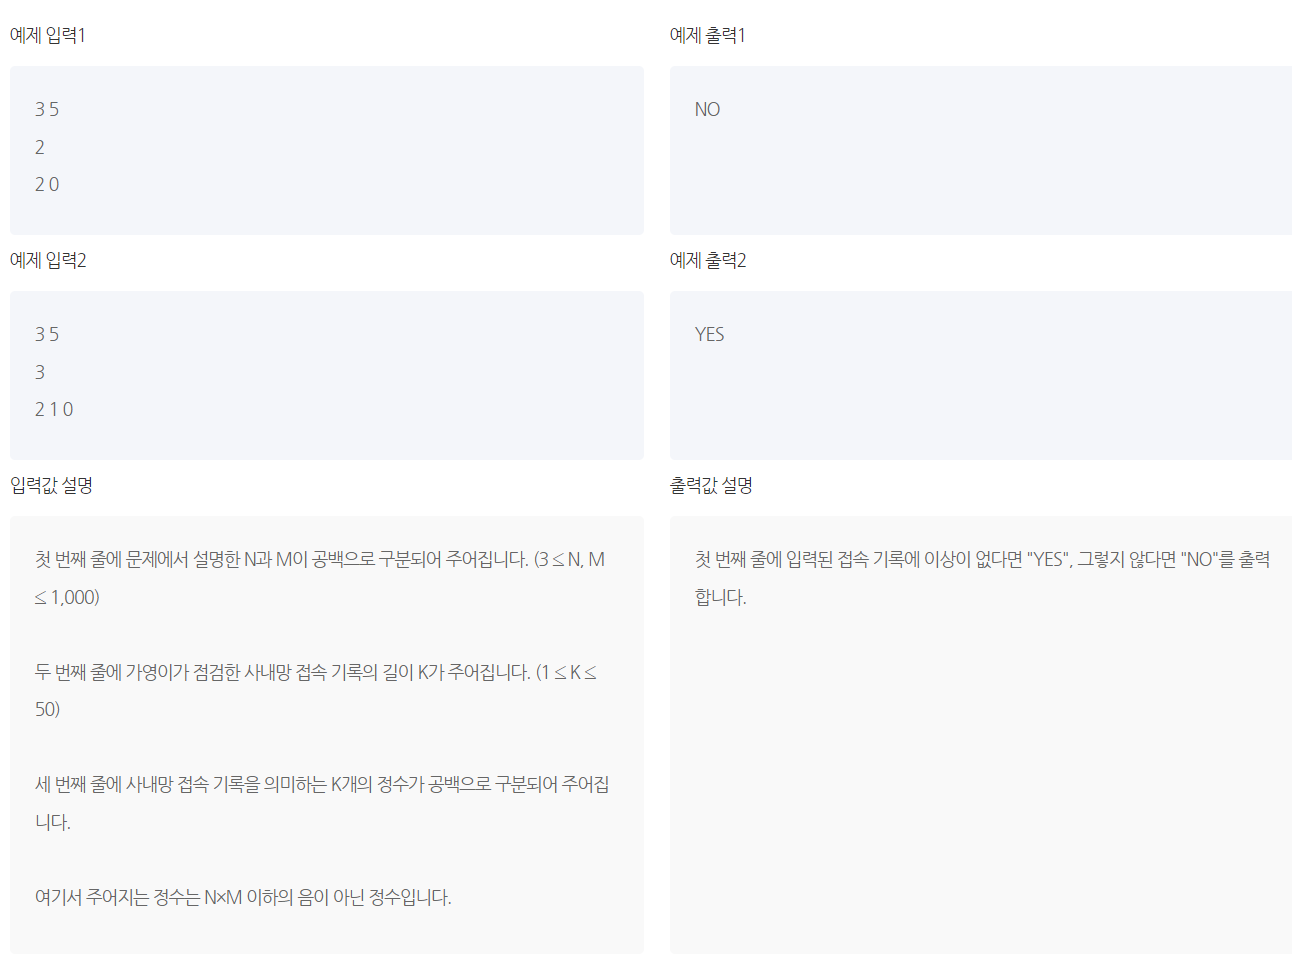 예제 입력1
예제 출력1
3 5
2
2 0
NO
예제 입력2
예제 출력2
3 5
3
2 1 0
YES
입력값 설명
출력값 설명
첫 번째 줄에 문제에서 설명한 N과 M이 공백으로 구분되어 주어집니다. (3 ≤ N, M
≤ 1,000)
두 번째 줄에 가영이가 점검한 사내망 접속 기록의 길이 K가 주어집니다. (1 ≤ K ≤
50)
세 번째 줄에 사내망 접속 기록을 의미하는 K개의 정수가 공백으로 구분되어 주어집
니다.
여기서 주어지는 정수는 N×M 이하의 음이 아닌 정수입니다.
첫 번째 줄에 입력된 접속 기록에 이상이 없다면 "YES", 그렇지 않다면 "NO"를 출력
합니다.